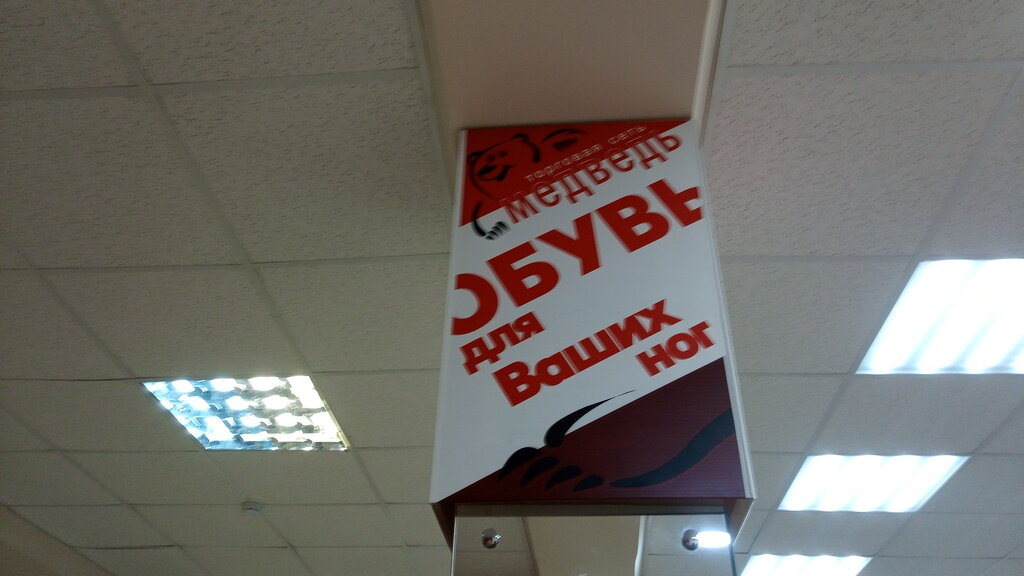 торговая сеть
медведь
ОБУВЬ
для
Ваших
ног